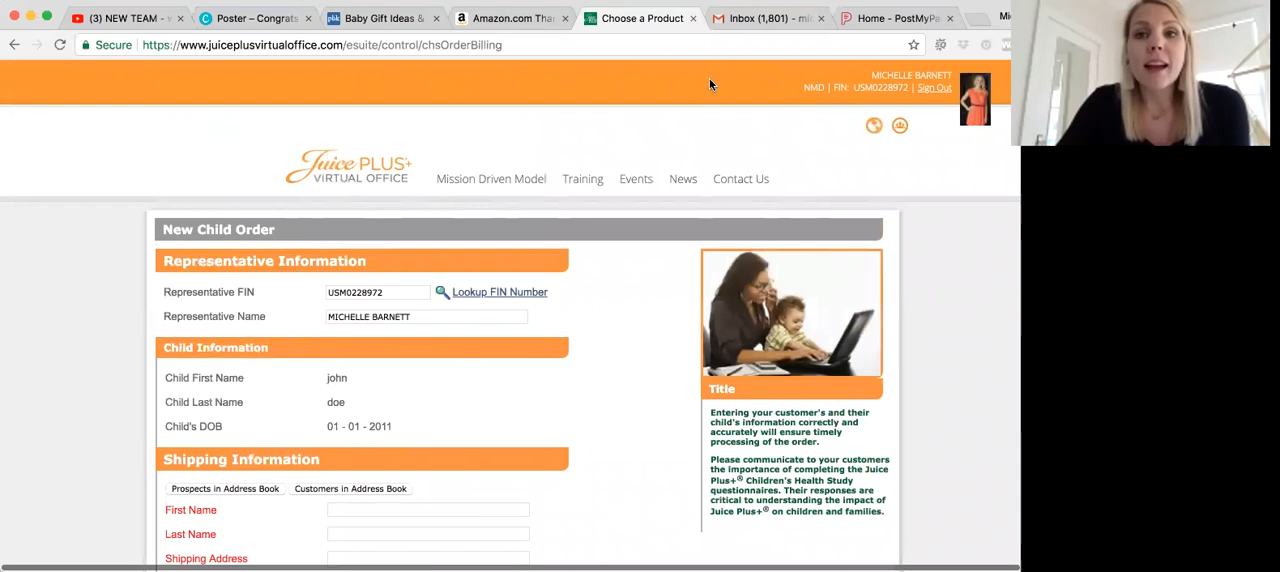 (3) NEW TEAM - w
Poster – Congrats
Baby Gift Ideas &
Amazon.com Tha
Choose a Product
Inbox (1,801) - mi
Home - PostMyPa
Secure
https://www.juiceplusvirtualoffice.com/esuite/control/chsOrderBilling
MICHELLE BARNETT
NMD | FIN: USM0228972 | Sign Out
Juice PLUS+
VIRTUAL OFFICE
Mission Driven Model Training Events News Contact Us
New Child Order
Representative Information
Representative FIN USM0228972 Lookup FIN Number
Representative Name MICHELLE BARNETT
Child Information
Child First Name john
Child Last Name doe
Child's DOB 01 - 01 - 2011
Shipping Information
Prospects in Address Book Customers in Address Book
First Name
Last Name
Shipping Address
Title
Entering your customer's and their
child's information correctly and
accurately will ensure timely
processing of the order.
Please communicate to your customers
the importance of completing the Juice
Plus+® Children's Health Study
questionnaires. Their responses are
critical to understanding the impact of
Juice Plus+® on children and families.